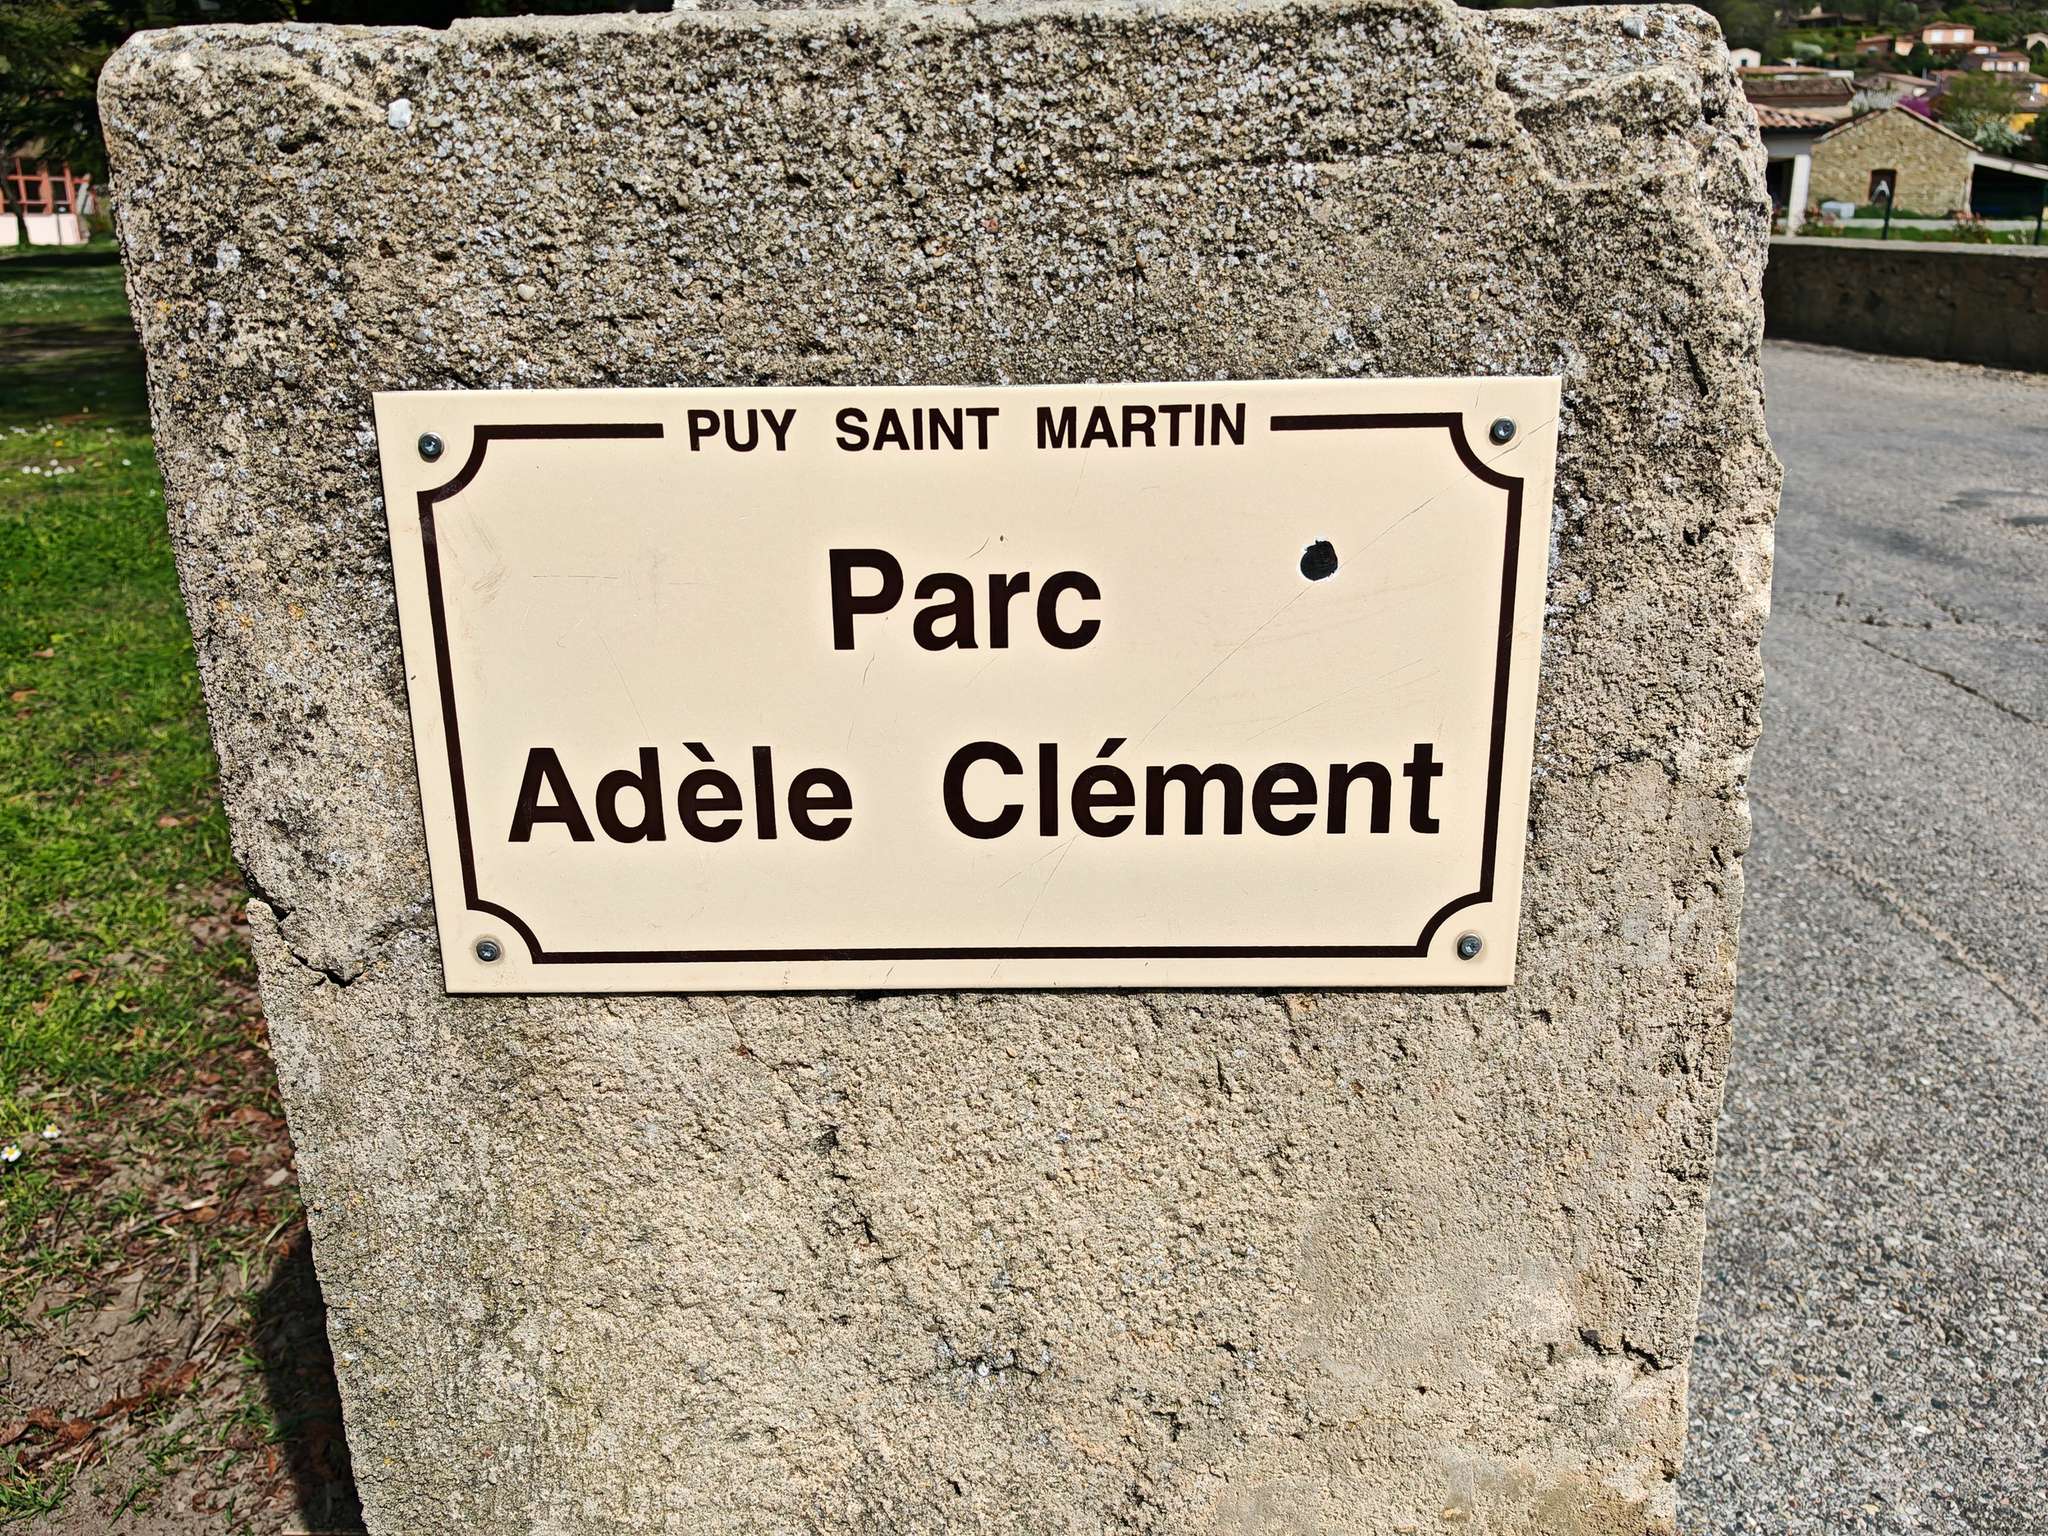 PUY SAINT MARTIN
Parc
Adèle Clément